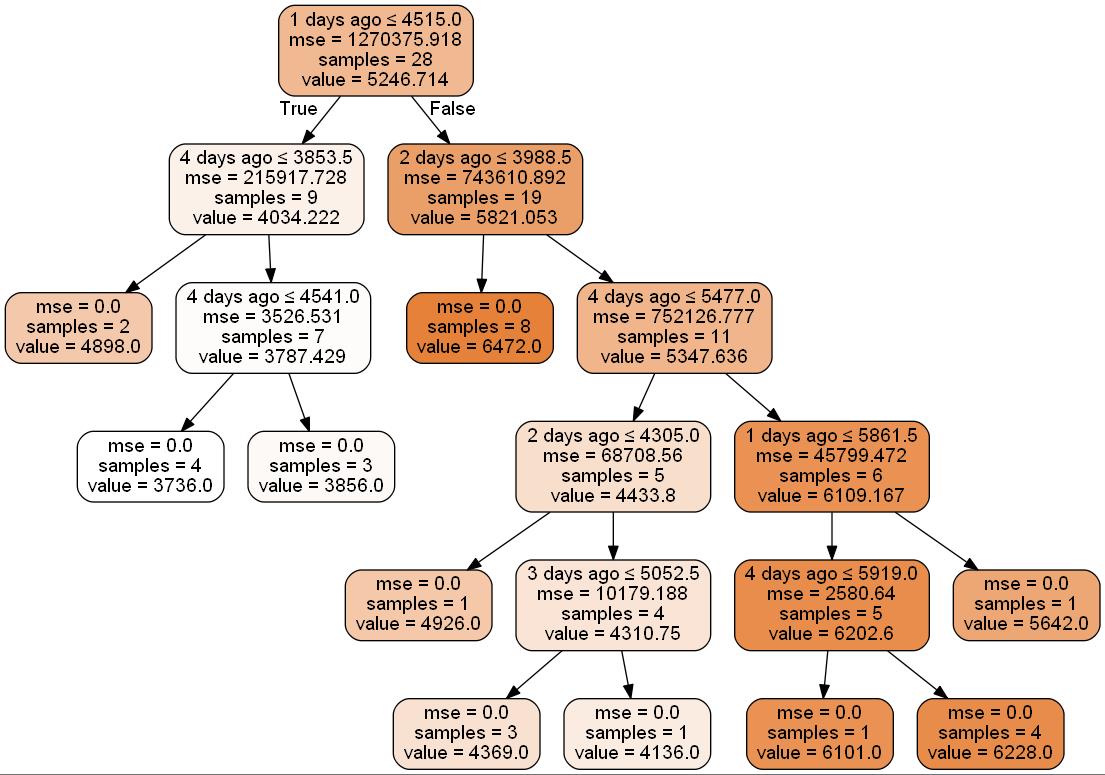 1 days ago ≤ 4515.0
mse = 1270375.918
samples = 28
value = 5246.714
True
False
4 days ago ≤ 3853.5
mse = 215917.728
samples = 9
value = 4034.222
2 days ago ≤ 3988.5
mse = 743610.892
samples = 19
value = 5821.053
mse = 0.0
samples = 2
value = 4898.0
4 days ago ≤ 4541.0
mse = 3526.531
samples = 7
value = 3787.429
mse = 0.0
samples = 8
value = 6472.0
4 days ago ≤ 5477.0
mse = 752126.777
samples = 11
value = 5347.636
mse = 0.0
samples = 4
value = 3736.0
mse = 0.0
samples = 3
value = 3856.0
2 days ago ≤ 4305.0
mse = 68708.56
samples = 5
value = 4433.8
1 days ago ≤ 5861.5
mse = 45799.472
samples = 6
value = 6109.167
mse = 0.0
samples = 1
value = 4926.0
3 days ago ≤ 5052.5
mse = 10179.188
samples = 4
value = 4310.75
4 days ago ≤ 5919.0
mse = 2580.64
samples = 5
value = 6202.6
mse = 0.0
samples = 1
value = 5642.0
mse = 0.0
samples = 3
value = 4369.0
mse = 0.0
samples = 1
value = 4136.0
mse = 0.0
samples = 1
value = 6101.0
mse = 0.0
samples = 4
value = 6228.0